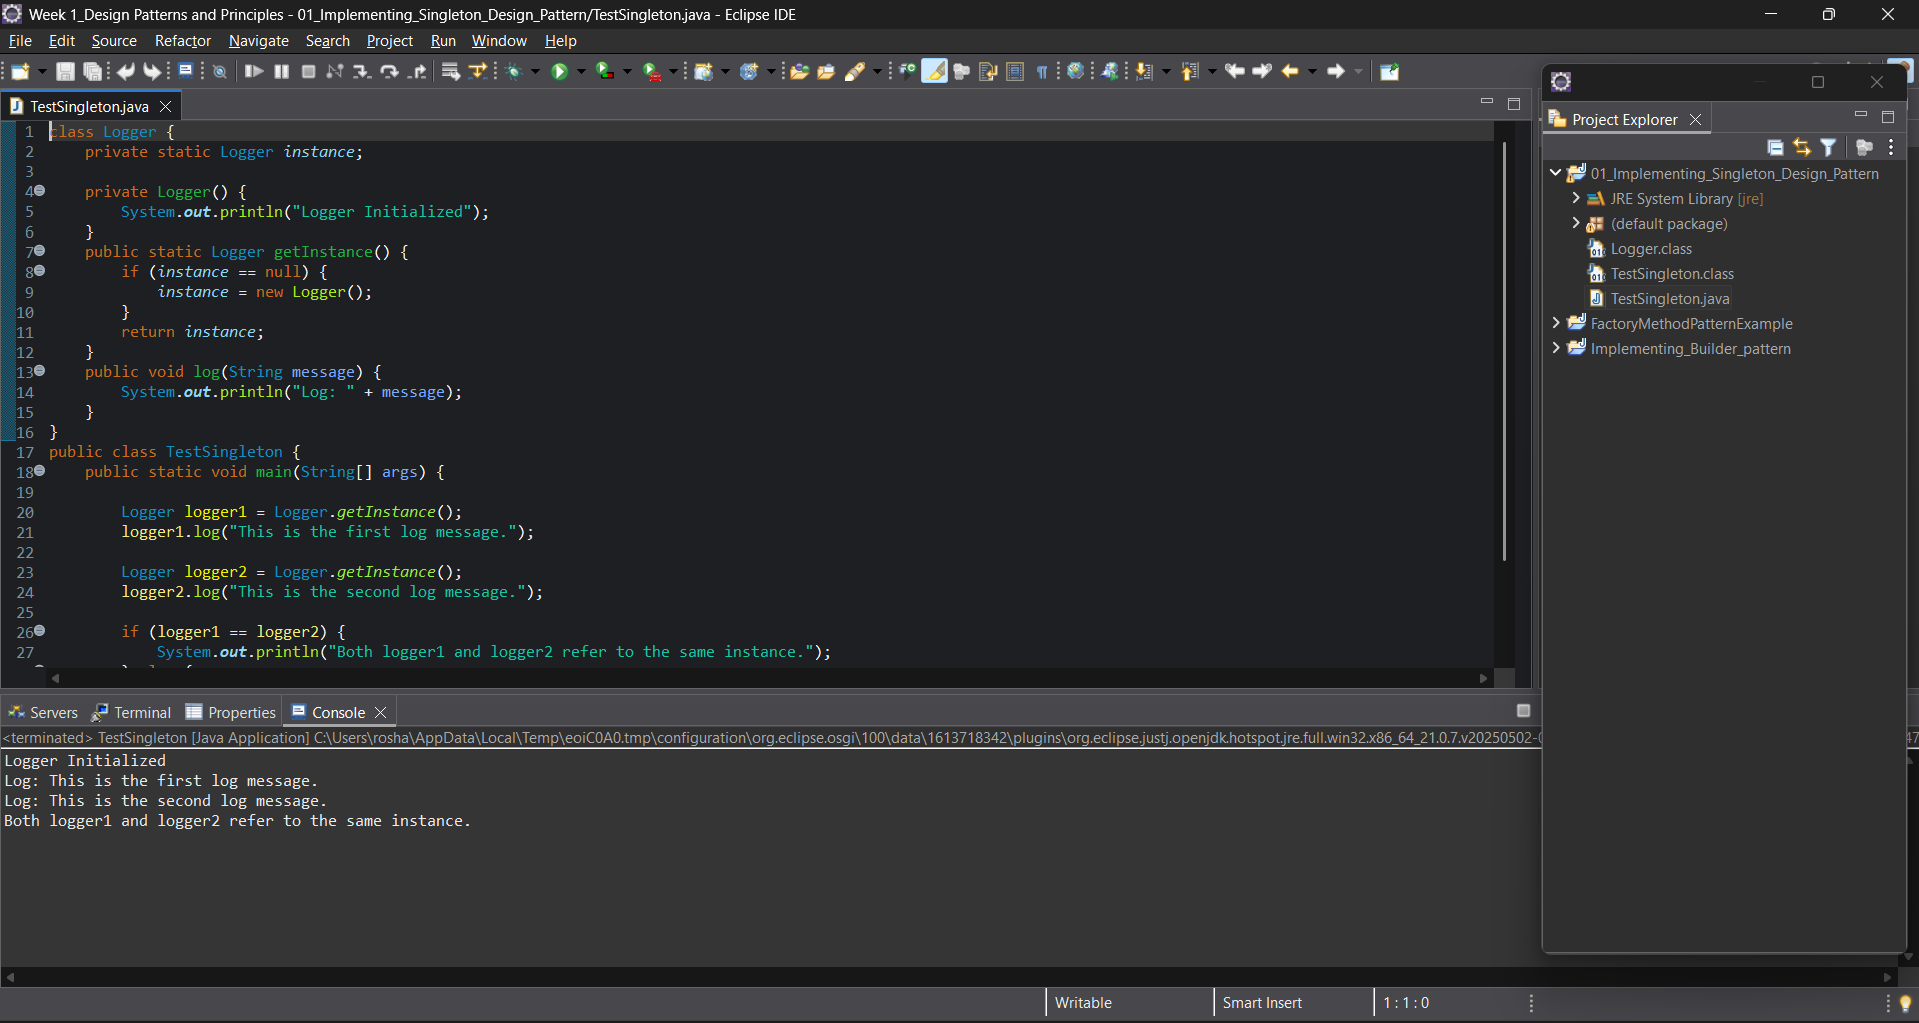 Week 1_Design Patterns and Principles - 01_Implementing_Singleton_Design_Pattern/TestSingleton.java - Eclipse IDE
File Edit Source Refactor Navigate Search Project Run Window Help
TestSingleton.java
1 class Logger {
2     private static Logger instance;
3
4     private Logger() {
5         System.out.println("Logger Initialized");
6     }
7     public static Logger getInstance() {
8         if (instance == null) {
9             instance = new Logger();
10         }
11         return instance;
12     }
13     public void log(String message) {
14         System.out.println("Log: " + message);
15     }
16 }
17 public class TestSingleton {
18     public static void main(String[] args) {
19
20         Logger logger1 = Logger.getInstance();
21         logger1.log("This is the first log message.");
22
23         Logger logger2 = Logger.getInstance();
24         logger2.log("This is the second log message.");
25
26         if (logger1 == logger2) {
27             System.out.println("Both logger1 and logger2 refer to the same instance.");
Project Explorer
01_Implementing_Singleton_Design_Pattern
JRE System Library [jre]
(default package)
Logger.class
TestSingleton.class
TestSingleton.java
FactoryMethodPatternExample
Implementing_Builder_pattern
Servers Terminal Properties Console
<terminated> TestSingleton [Java Application] C:\Users\rosha\AppData\Local\Temp\eoiC0A0.tmp\configuration\org.eclipse.osgi\100\data\1613718342\plugins\org.eclipse.justj.openjdk.hotspot.jre.full.win32.x86_64_21.0.7.v20250502-
Logger Initialized
Log: This is the first log message.
Log: This is the second log message.
Both logger1 and logger2 refer to the same instance.
Writable Smart Insert 1 : 1 : 0